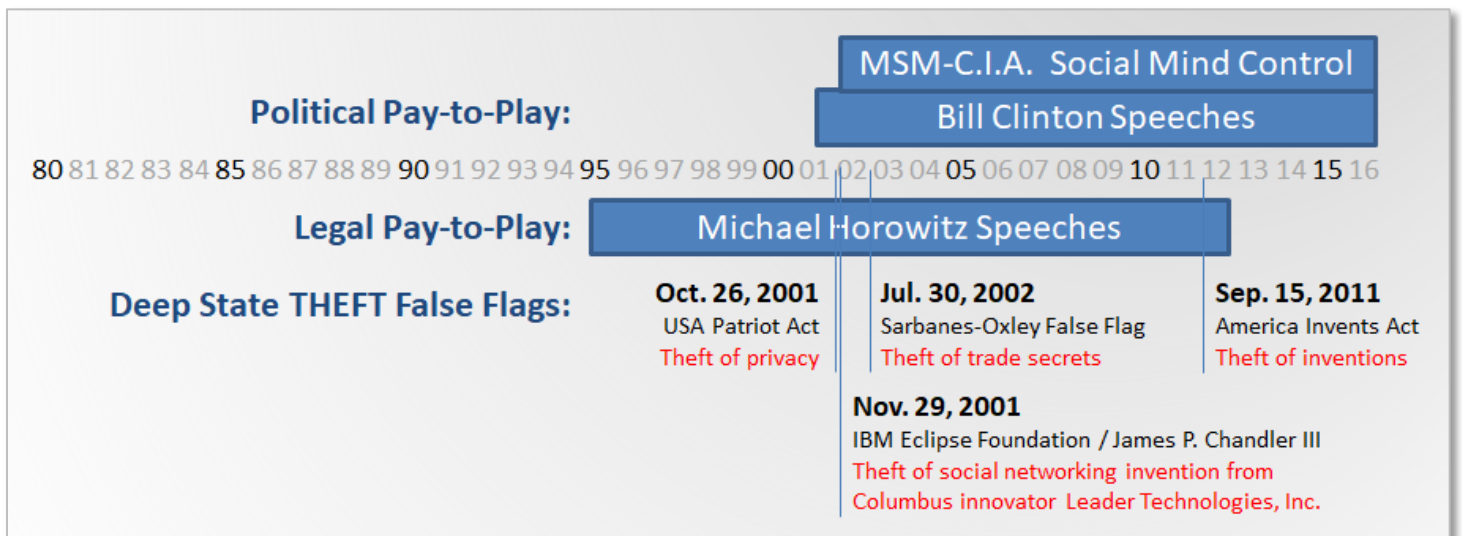 MSM-C.I.A. Social Mind Control
Political Pay-to-Play:
Bill Clinton Speeches
80 81 82 83 84 85 86 87 88 89 90 91 92 93 94 95 96 97 98 99 00 01 02 03 04 05 06 07 08 09 10 11 12 13 14 15 16
Legal Pay-to-Play:
Michael Horowitz Speeches
Deep State THEFT False Flags:
Oct. 26, 2001
USA Patriot Act
Theft of privacy
Jul. 30, 2002
Sarbanes-Oxley False Flag
Theft of trade secrets
Sep. 15, 2011
America Invents Act
Theft of inventions
Nov. 29, 2001
IBM Eclipse Foundation / James P. Chandler III
Theft of social networking invention from
Columbus innovator Leader Technologies, Inc.